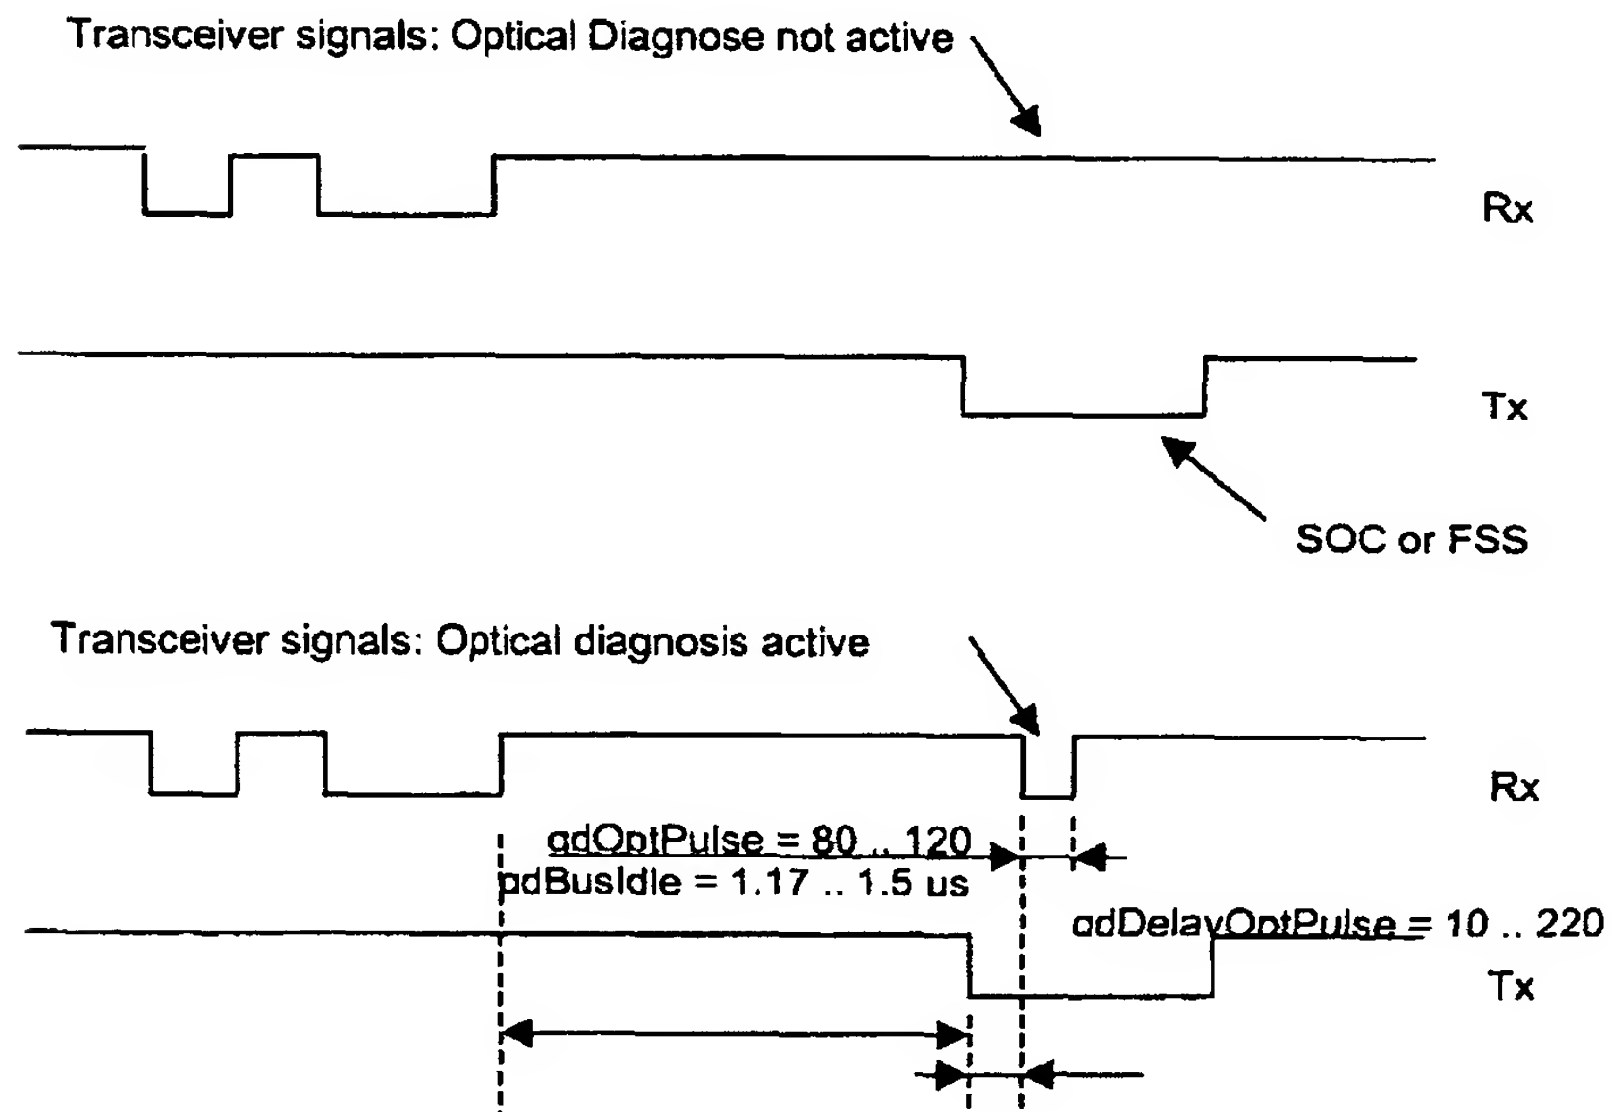 Transceiver signals: Optical Diagnose not active
Rx
Tx
SOC or FSS
Transceiver signals: Optical diagnosis active
Rx
gdOptPulse = 80 .. 120
gdBusIdle = 1.17 .. 1.5 us
gdDelayOptPulse = 10 .. 220
Tx